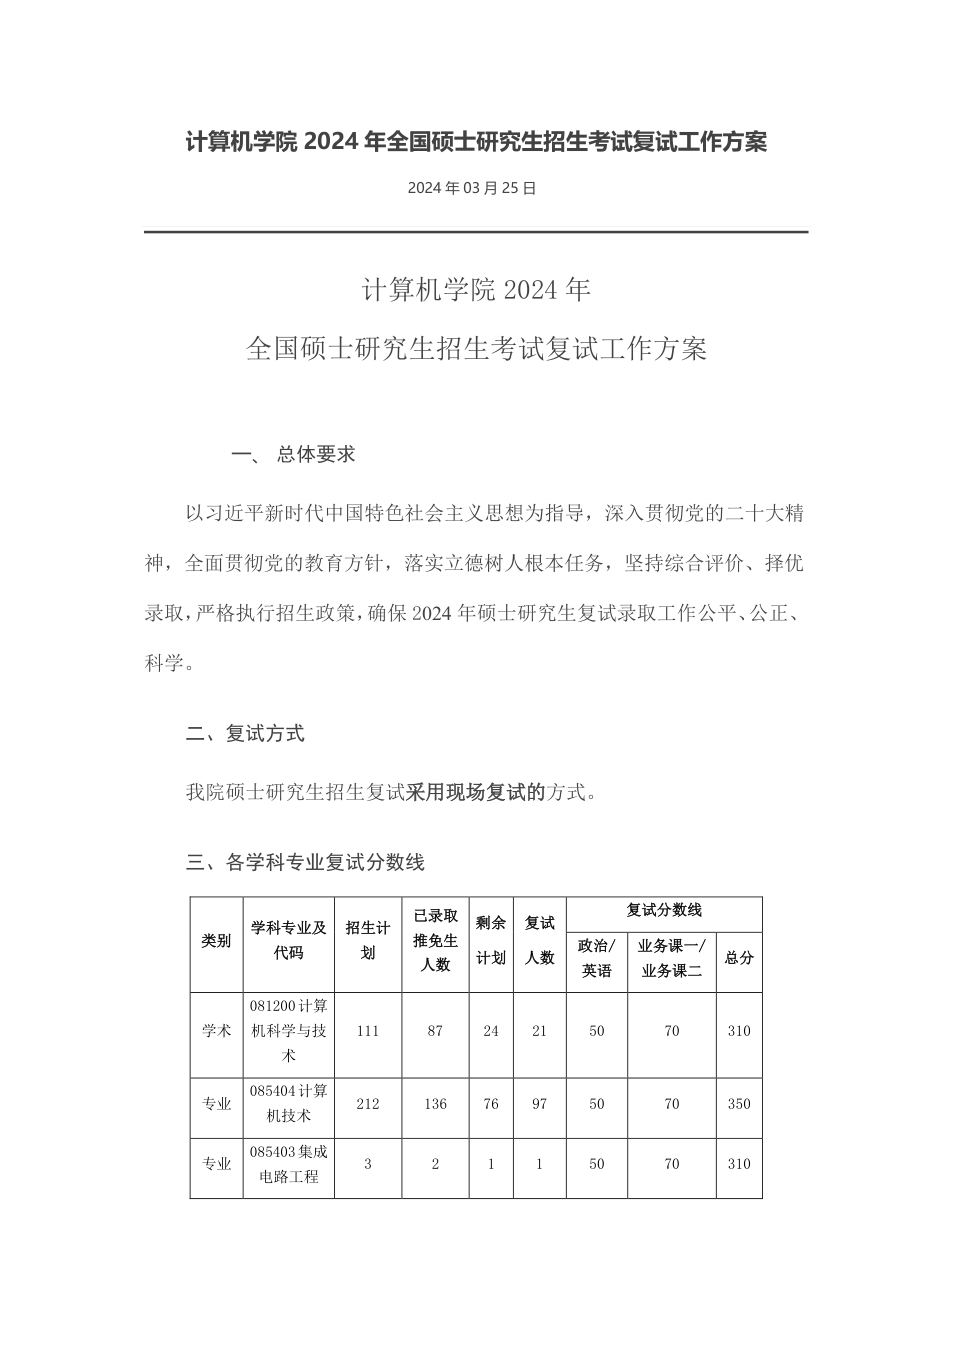 计算机学院 2024 年全国硕士研究生招生考试复试工作方案
2024 年 03 月 25 日
计算机学院 2024 年
全国硕士研究生招生考试复试工作方案
一、 总体要求
以习近平新时代中国特色社会主义思想为指导，深入贯彻党的二十大精
神，全面贯彻党的教育方针，落实立德树人根本任务，坚持综合评价、择优
录取，严格执行招生政策，确保 2024 年硕士研究生复试录取工作公平、公正、
科学。
二、复试方式
我院硕士研究生招生复试采用现场复试的方式。
三、各学科专业复试分数线
类别 学科专业及代码 招生计划 已录取推免生人数 剩余计划 复试人数 复试分数线
政治/英语 业务课一/业务课二 总分
学术 081200 计算机科学与技术 111 87 24 21 50 70 310
专业 085404 计算机技术 212 136 76 97 50 70 350
专业 085403 集成电路工程 3 2 1 1 50 70 310